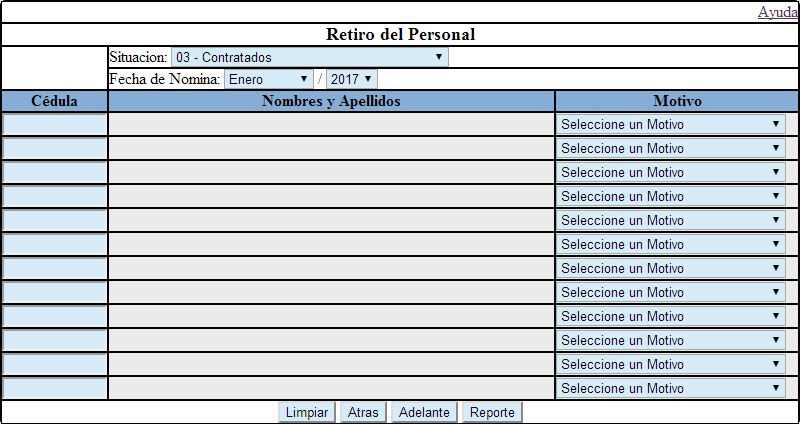 Ayuda
Retiro del Personal
Situacion: 03 - Contratados
Fecha de Nomina: Enero / 2017
Cédula Nombres y Apellidos Motivo
Seleccione un Motivo
Seleccione un Motivo
Seleccione un Motivo
Seleccione un Motivo
Seleccione un Motivo
Seleccione un Motivo
Seleccione un Motivo
Seleccione un Motivo
Seleccione un Motivo
Seleccione un Motivo
Seleccione un Motivo
Seleccione un Motivo
Limpiar Atras Adelante Reporte